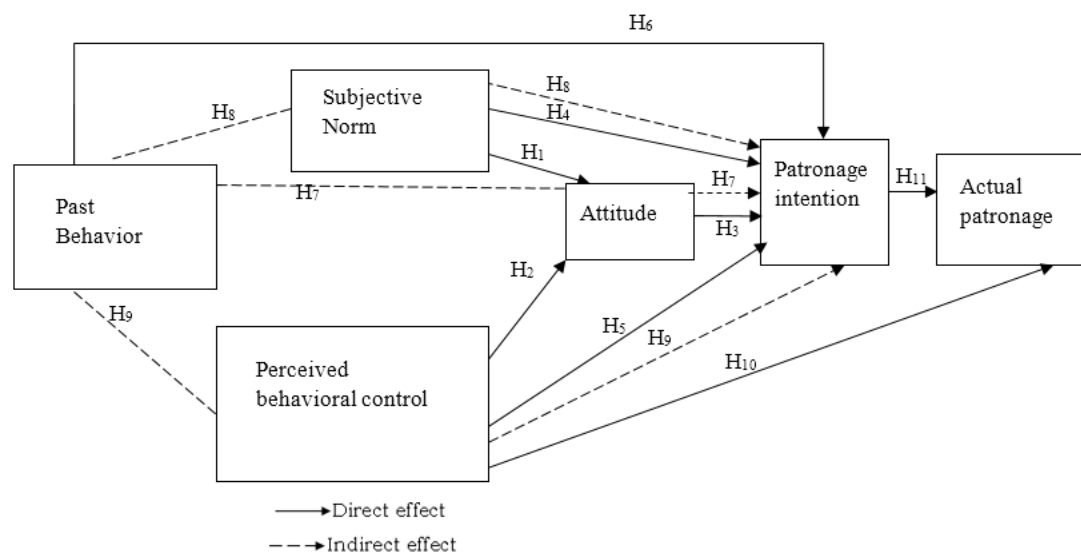 H6
Subjective
Norm
H8
H8
H4
H1
Past
Behavior
H7
Attitude
H7
H3
Patronage
intention
H11
Actual
patronage
H2
H9
Perceived
behavioral control
H5
H9
H10
Direct effect
Indirect effect